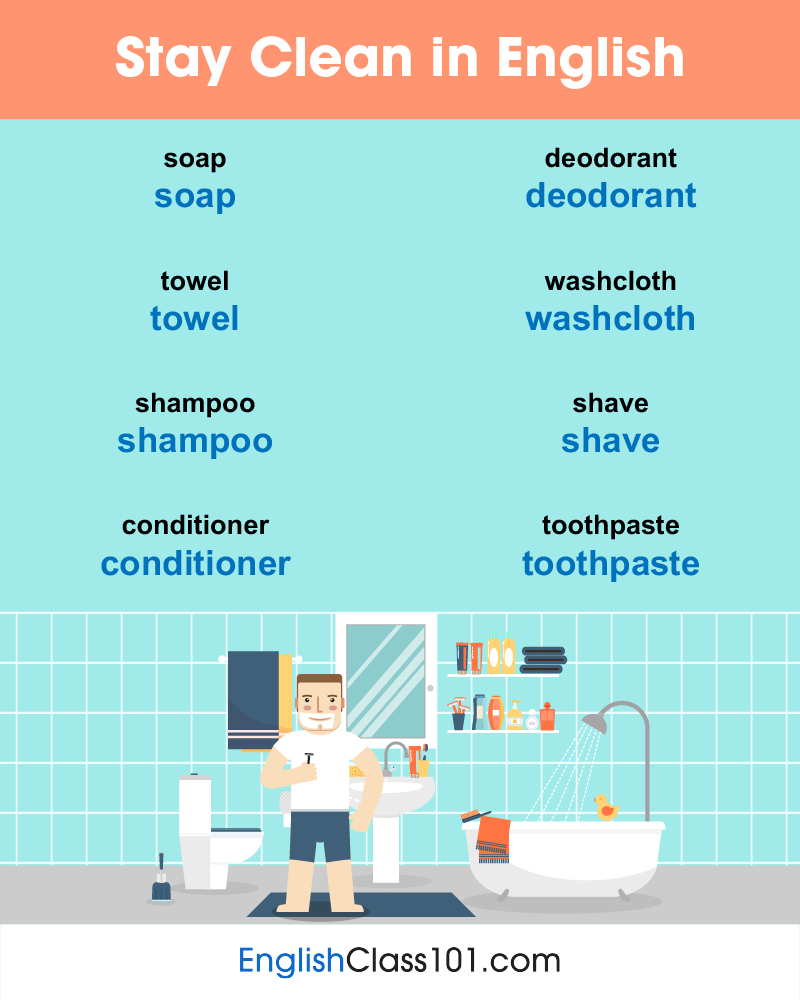 Stay Clean in English
soap
soap
deodorant
deodorant
towel
towel
washcloth
washcloth
shampoo
shampoo
shave
shave
conditioner
conditioner
toothpaste
toothpaste
EnglishClass101.com